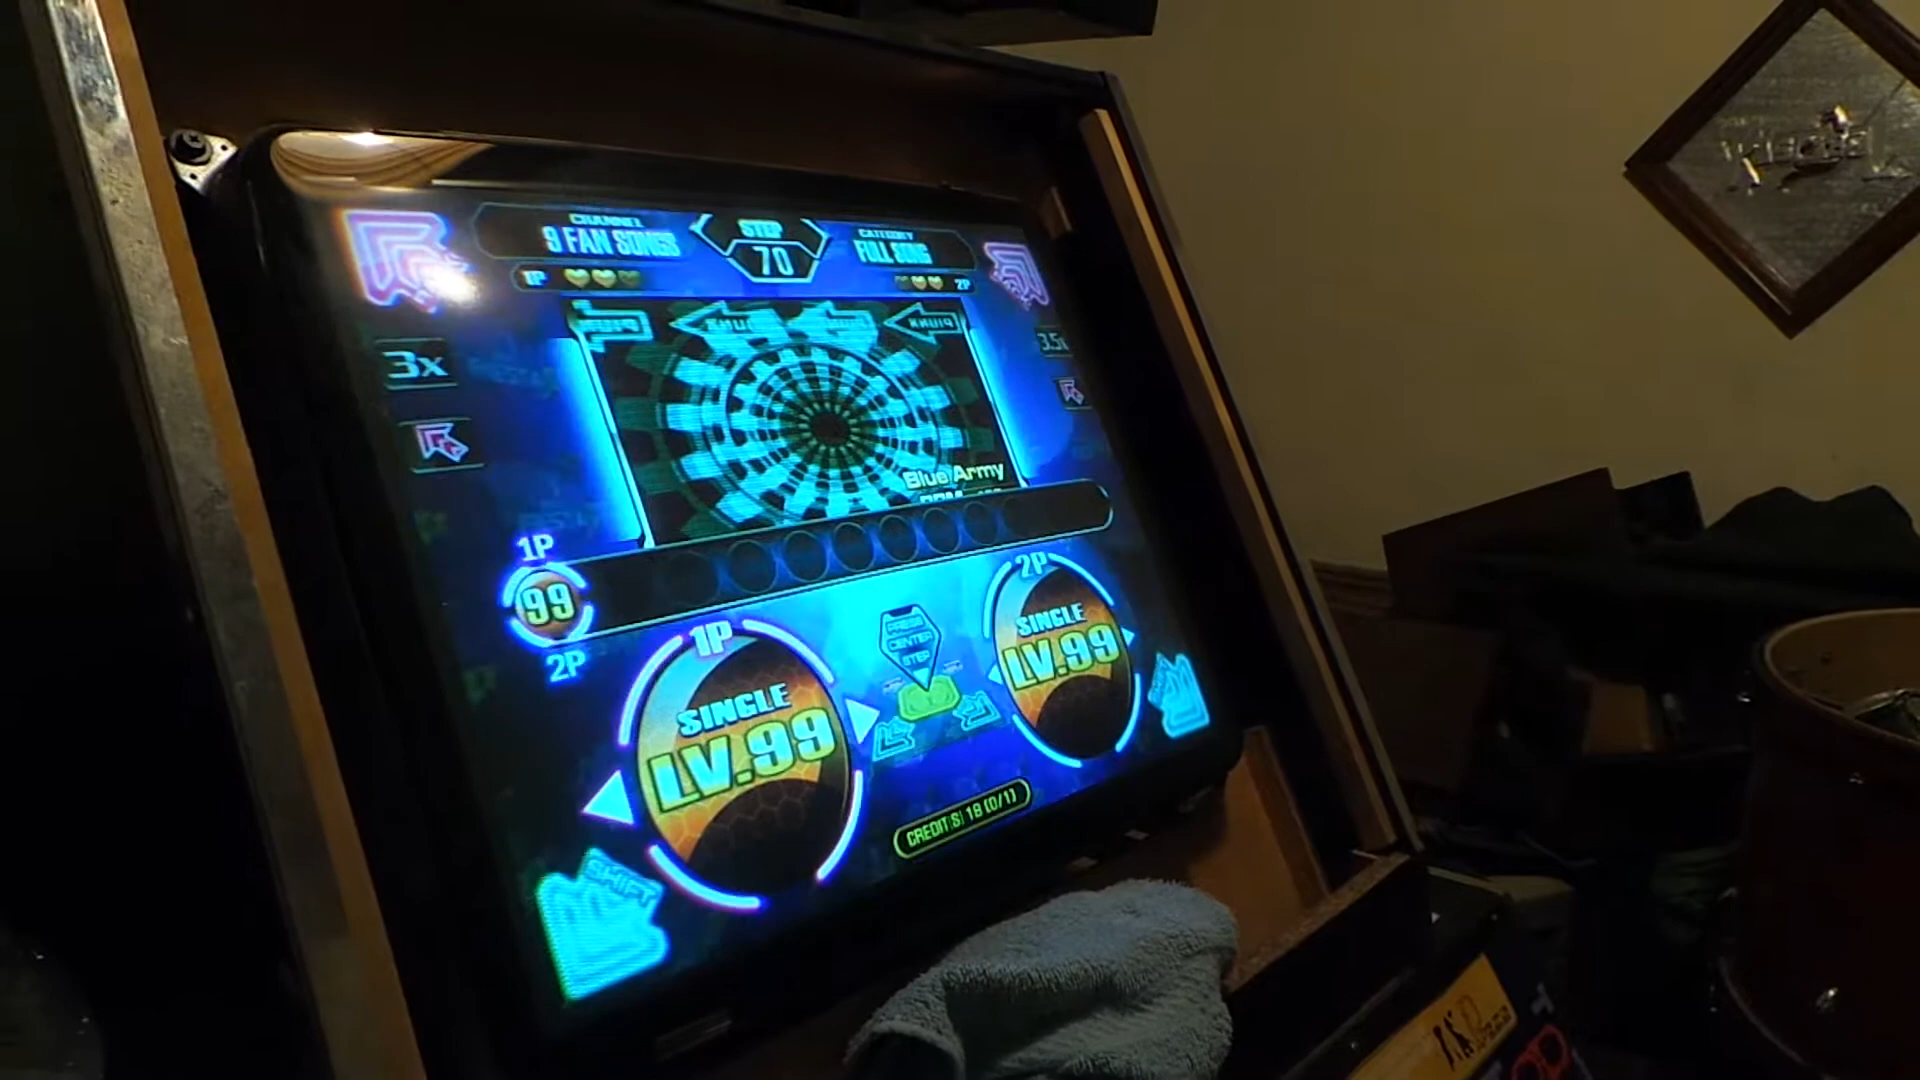 CHANNEL
9 FAN SONGS
STEP
70
CATEGORY
FULL SONG
1P
2P
3x
3.5x
PIUNX
Blue Army
1P
99
2P
1P
SINGLE
LV.99
PRESS
CENTER
STEP
2P
SINGLE
LV.99
SHIFT
CREDIT(S) 18 (0/1)